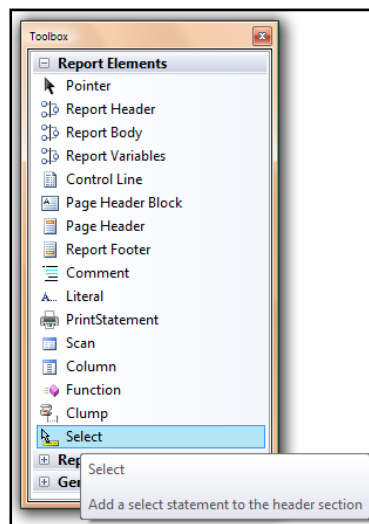 Toolbox
Report Elements
Pointer
Report Header
Report Body
Report Variables
Control Line
Page Header Block
Page Header
Report Footer
Comment
A... Literal
PrintStatement
Scan
Column
Function
Clump
Select
Rep
Select
Ger
Add a select statement to the header section